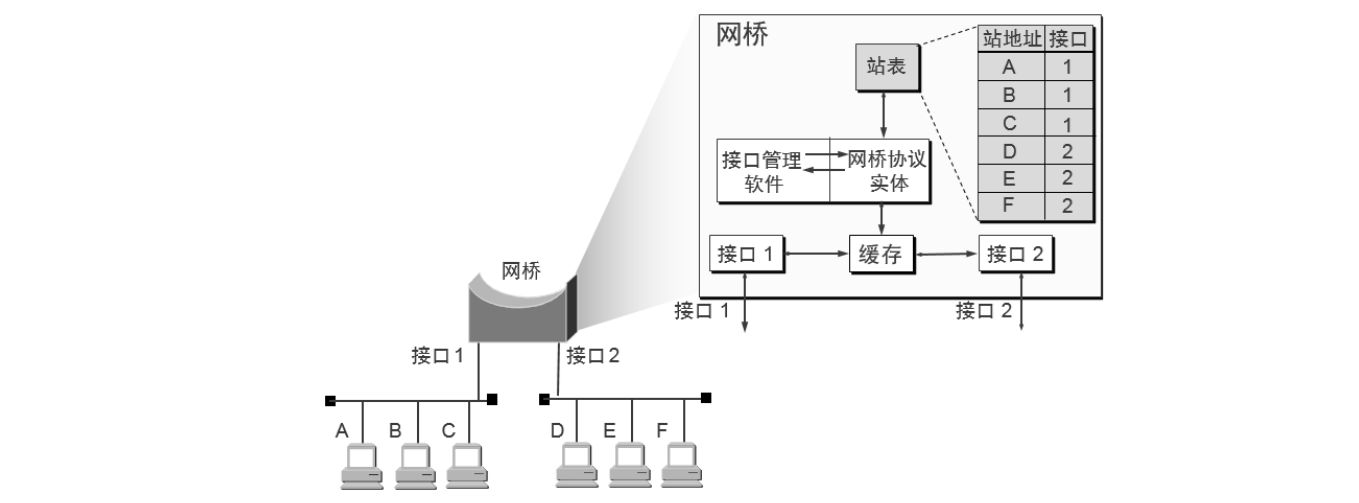 网桥
站表
站地址 接口
A 1
B 1
C 1
D 2
E 2
F 2
接口管理
软件
网桥协议
实体
接口 1
缓存
接口 2
接口 1
接口 2
网桥
接口 1
接口 2
A B C D E F